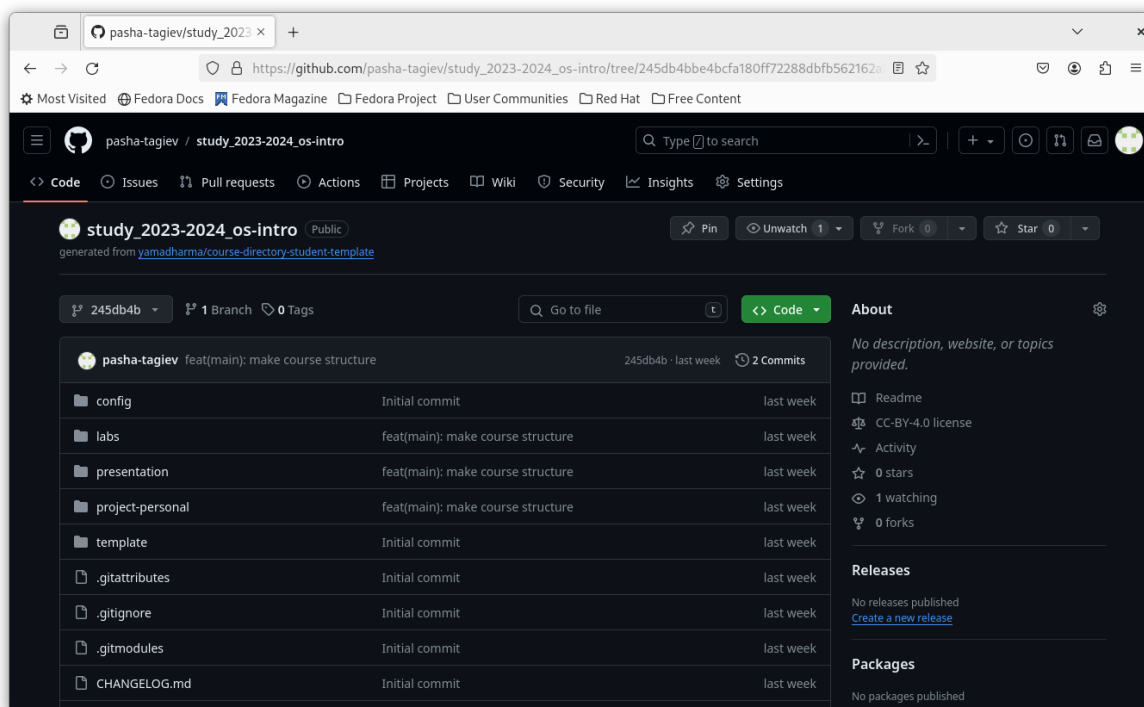 pasha-tagiev/study_2023
https://github.com/pasha-tagiev/study_2023-2024_os-intro/tree/245db4bbe4bcfa180ff72288dbfb562162a
Most Visited Fedora Docs Fedora Magazine Fedora Project User Communities Red Hat Free Content
pasha-tagiev / study_2023-2024_os-intro Type / to search
Code Issues Pull requests Actions Projects Wiki Security Insights Settings
study_2023-2024_os-intro Public Pin Unwatch 1 Fork 0 Star 0
generated from yamadharma/course-directory-student-template
245db4b 1 Branch 0 Tags Go to file t Code
pasha-tagiev feat(main): make course structure 245db4b · last week 2 Commits
config Initial commit last week
labs feat(main): make course structure last week
presentation feat(main): make course structure last week
project-personal feat(main): make course structure last week
template Initial commit last week
.gitattributes Initial commit last week
.gitignore Initial commit last week
.gitmodules Initial commit last week
CHANGELOG.md Initial commit last week
About
No description, website, or topics
provided.
Readme
CC-BY-4.0 license
Activity
0 stars
1 watching
0 forks
Releases
No releases published
Create a new release
Packages
No packages published